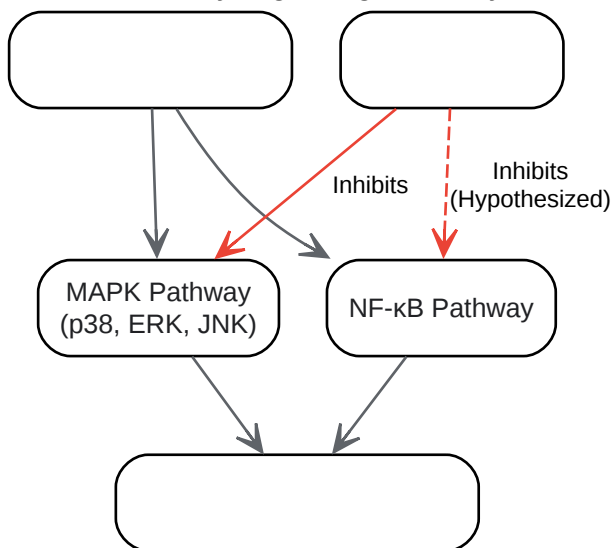 Inhibits
Inhibits
(Hypothesized)
MAPK Pathway
(p38, ERK, JNK)
NF-κB Pathway